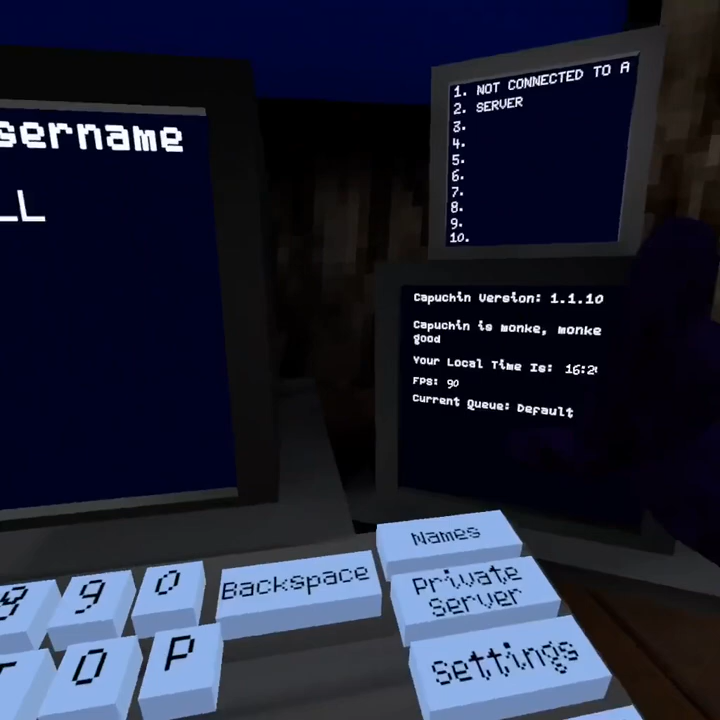 sername
LL
1. NOT CONNECTED TO A
2. SERVER
3.
4.
5.
6.
7.
8.
9.
10.
Capuchin Version: 1.1.10
Capuchin is monke, monke
good
Your Local Time Is: 16:2
FPS: 90
Current Queue: Default
Names
9 0 Backspace
Private
Server
O P
Settings